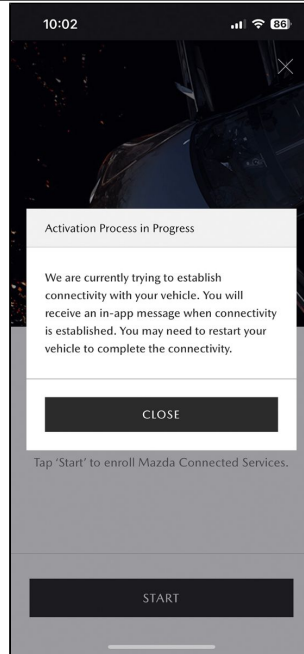 10:02
86
Activation Process in Progress
We are currently trying to establish
connectivity with your vehicle. You will
receive an in-app message when connectivity
is established. You may need to restart your
vehicle to complete the connectivity.
CLOSE
Tap ‘Start’ to enroll Mazda Connected Services.
START